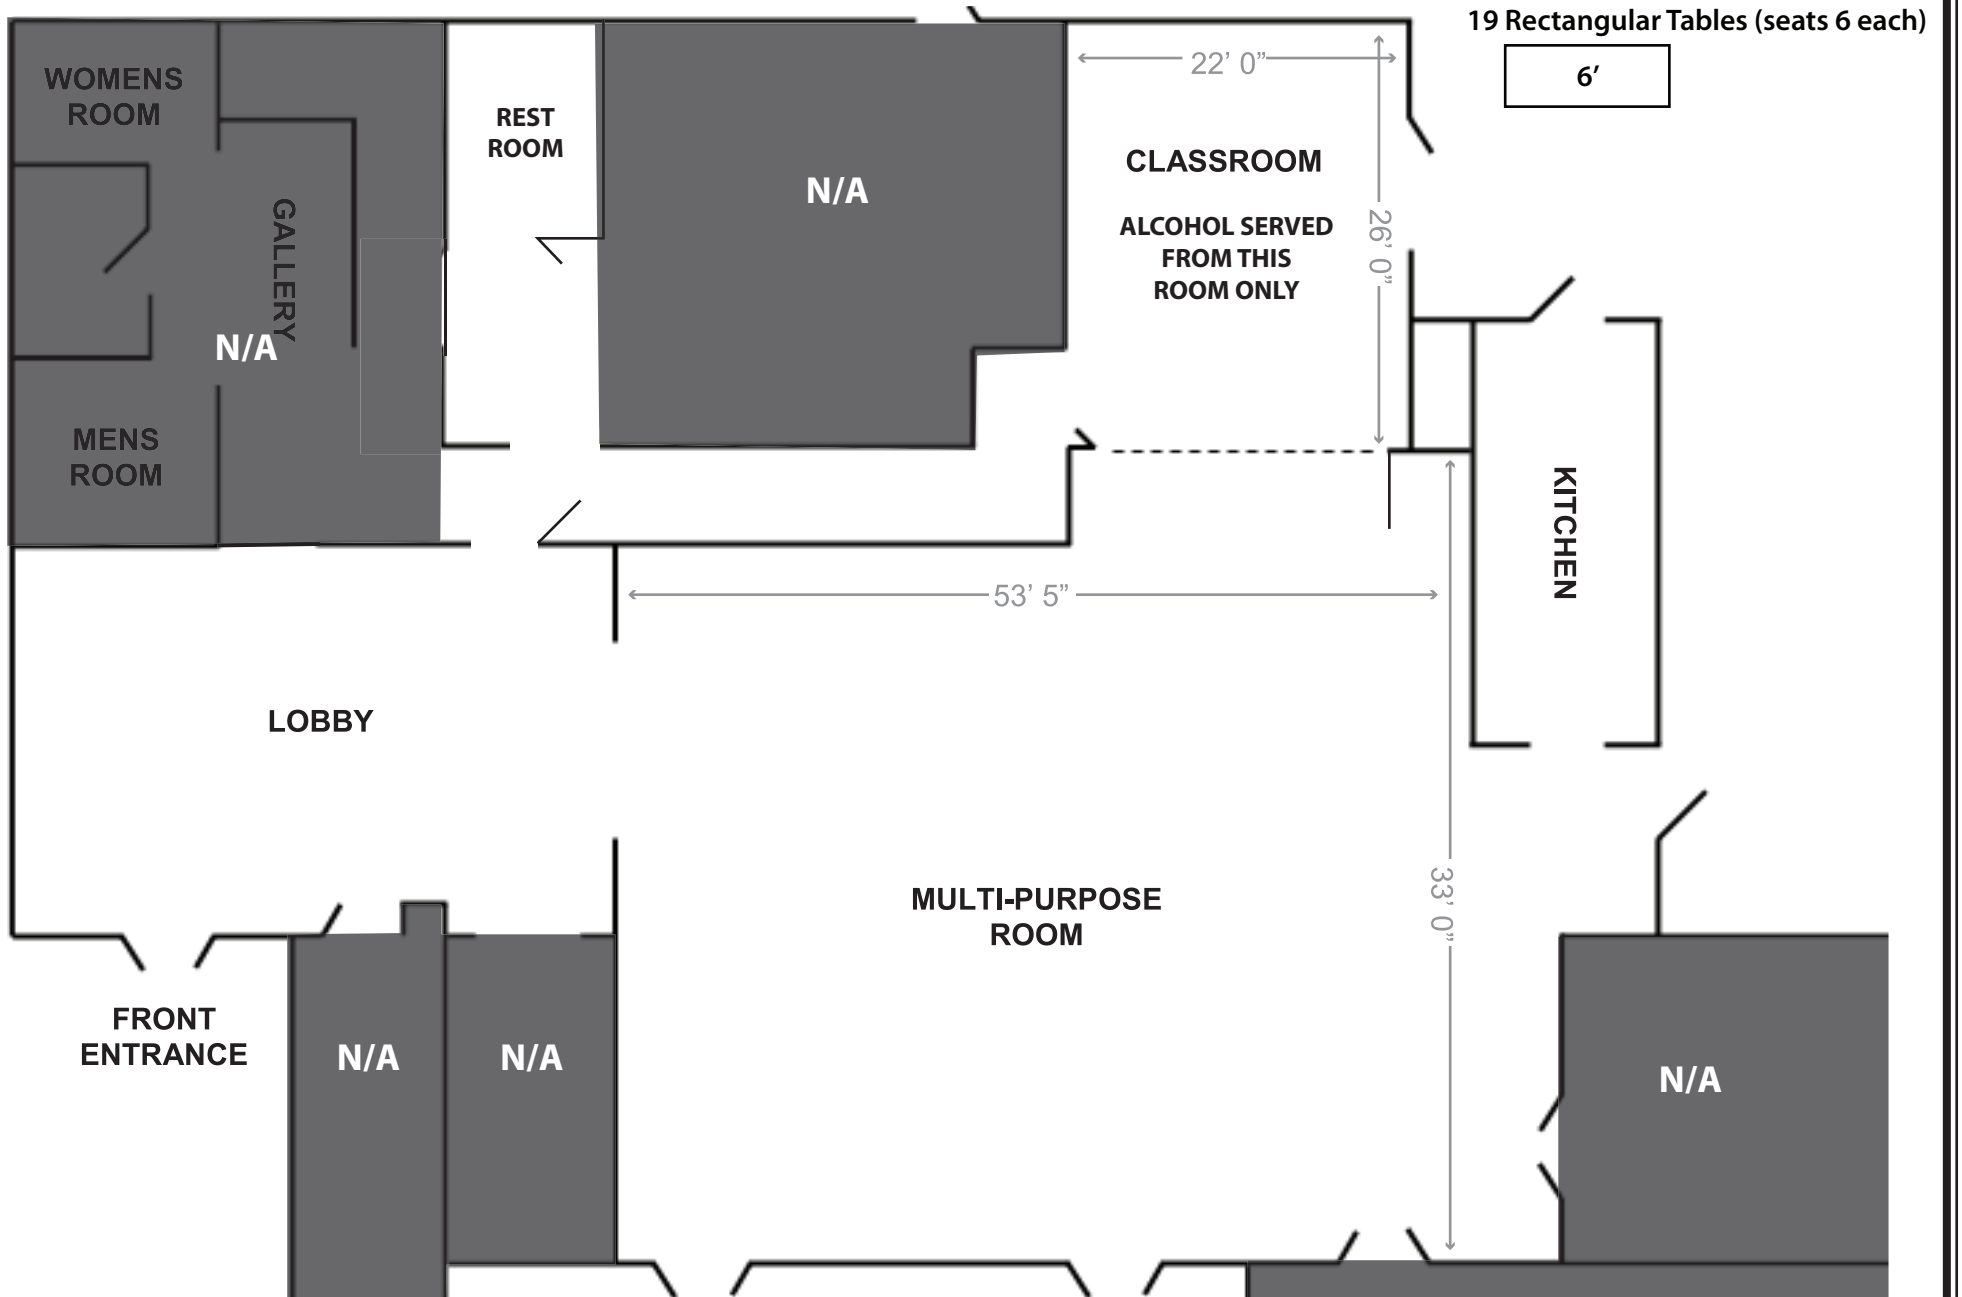 19 Rectangular Tables (seats 6 each)
6’
WOMENS
ROOM
REST
ROOM
N/A
22’ 0”
CLASSROOM
ALCOHOL SERVED
FROM THIS
ROOM ONLY
26’ 0”
GALLERY
N/A
MENS
ROOM
KITCHEN
53’ 5”
LOBBY
MULTI-PURPOSE
ROOM
33’ 0”
FRONT
ENTRANCE
N/A
N/A
N/A